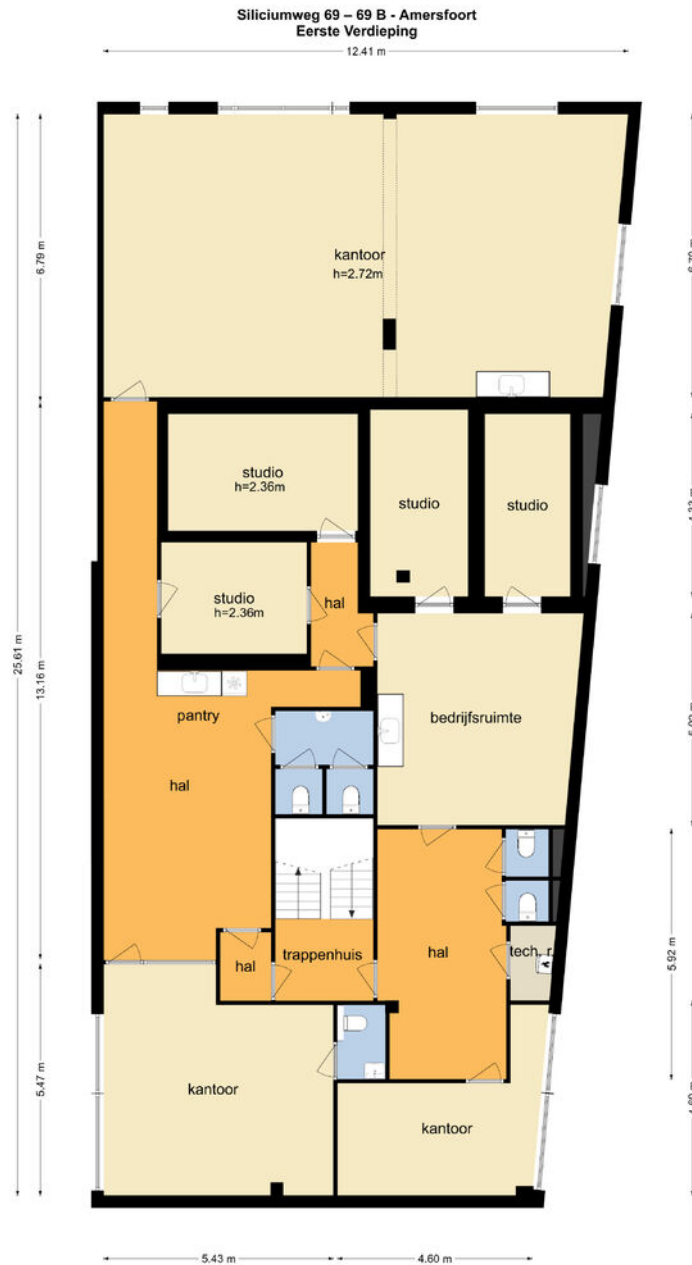 Siliciumweg 69 – 69 B - Amersfoort
Eerste Verdieping
12.41 m
kantoor
h=2.72m
6.79 m
studio
h=2.36m
studio
studio
studio
h=2.36m
hal
25.61 m
13.16 m
pantry
bedrijfsruimte
hal
trappenhuis
hal
hal
tech. r.
5.92 m
5.47 m
kantoor
kantoor
5.43 m
4.60 m